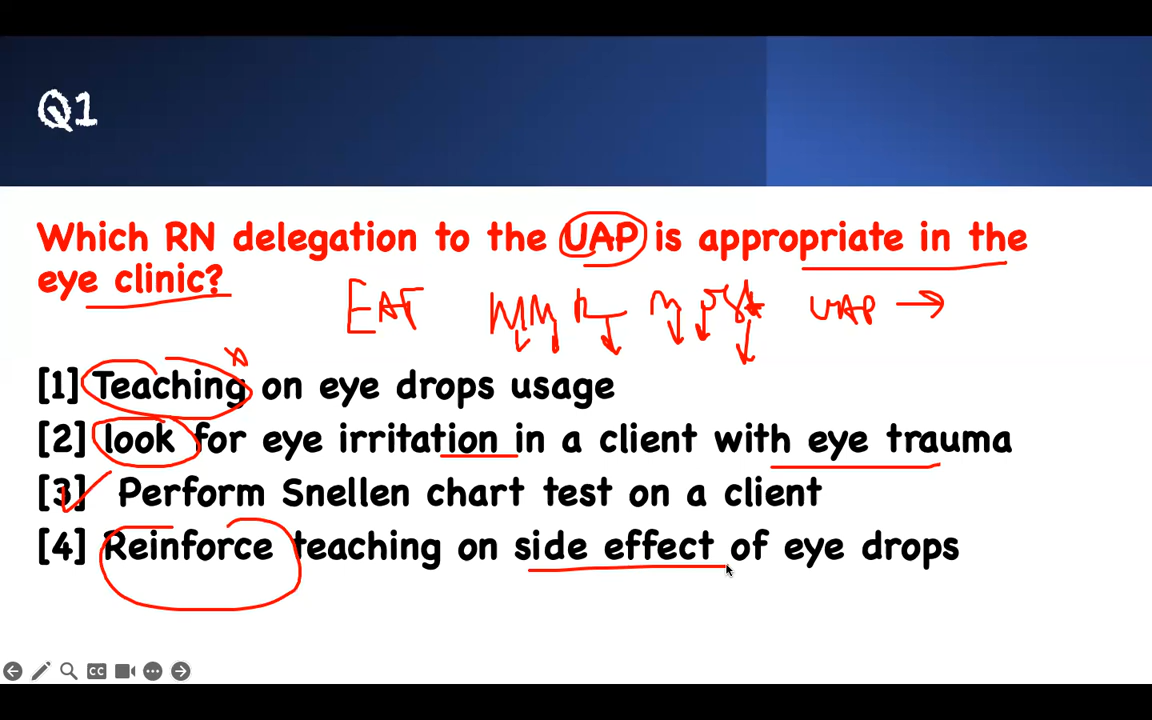 Q1
Which RN delegation to the UAP is appropriate in the
eye clinic?
EAT UAP →
[1] Teaching on eye drops usage
[2] look for eye irritation in a client with eye trauma
[3] Perform Snellen chart test on a client
[4] Reinforce teaching on side effect of eye drops
CC